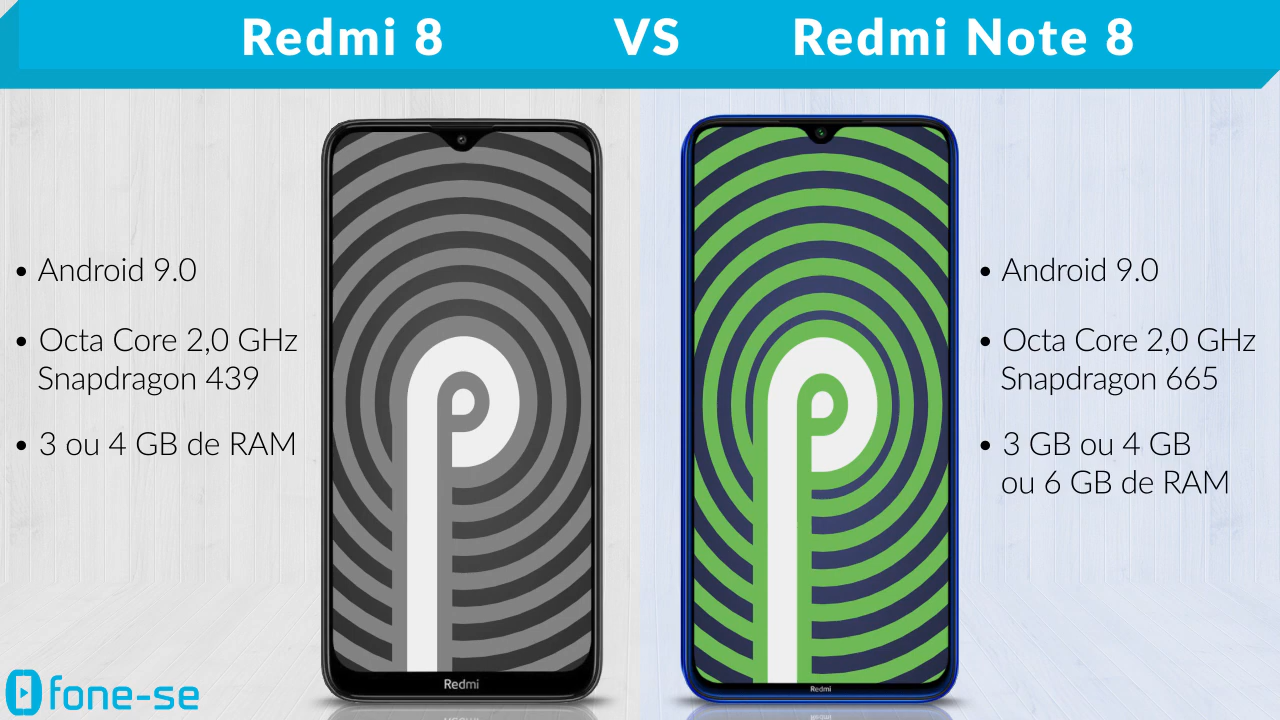 Redmi 8 VS Redmi Note 8
• Android 9.0
• Octa Core 2,0 GHz
Snapdragon 439
• 3 ou 4 GB de RAM
Redmi
• Android 9.0
• Octa Core 2,0 GHz
Snapdragon 665
• 3 GB ou 4 GB
ou 6 GB de RAM
Redmi
fone-se